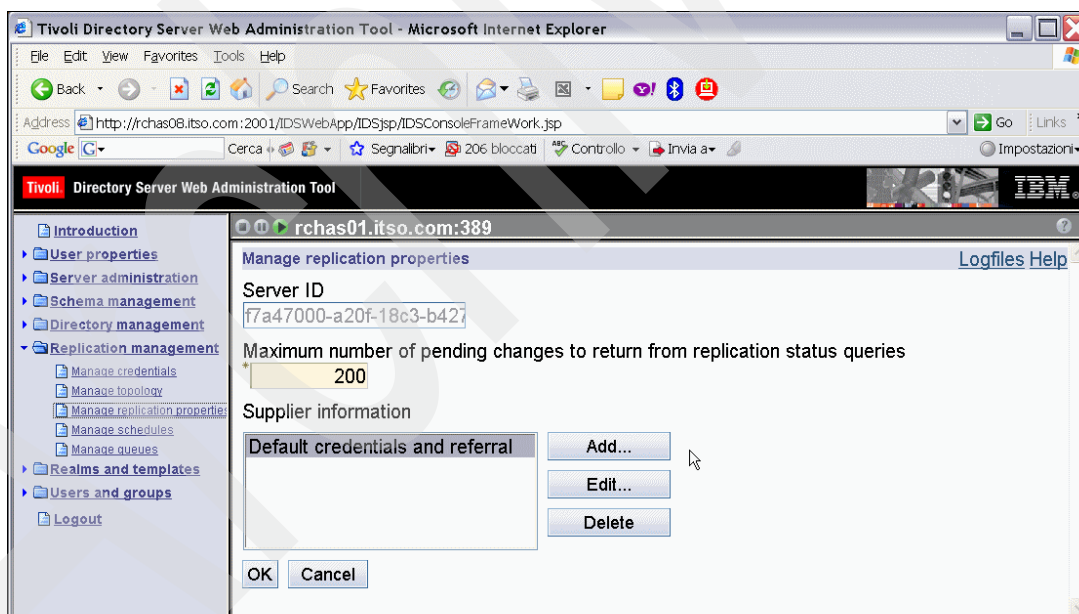 Tivoli Directory Server Web Administration Tool - Microsoft Internet Explorer
File Edit View Favorites Tools Help
Back Search Favorites
Address http://rchas08.itso.com:2001/IDSWebApp/IDSjsp/IDSConsoleFrameWork.jsp Go Links
Google G Cerca Segnalibri 206 bloccati ABC Controllo Invia a Impostazioni
Tivoli. Directory Server Web Administration Tool IBM.
Introduction
User properties
Server administration
Schema management
Directory management
Replication management
Manage credentials
Manage topology
Manage replication properties
Manage schedules
Manage queues
Realms and templates
Users and groups
Logout
rchas01.itso.com:389 ?
Manage replication properties Logfiles Help
Server ID
f7a47000-a20f-18c3-b427
Maximum number of pending changes to return from replication status queries
* 200
Supplier information
Default credentials and referral
Add...
Edit...
Delete
OK Cancel